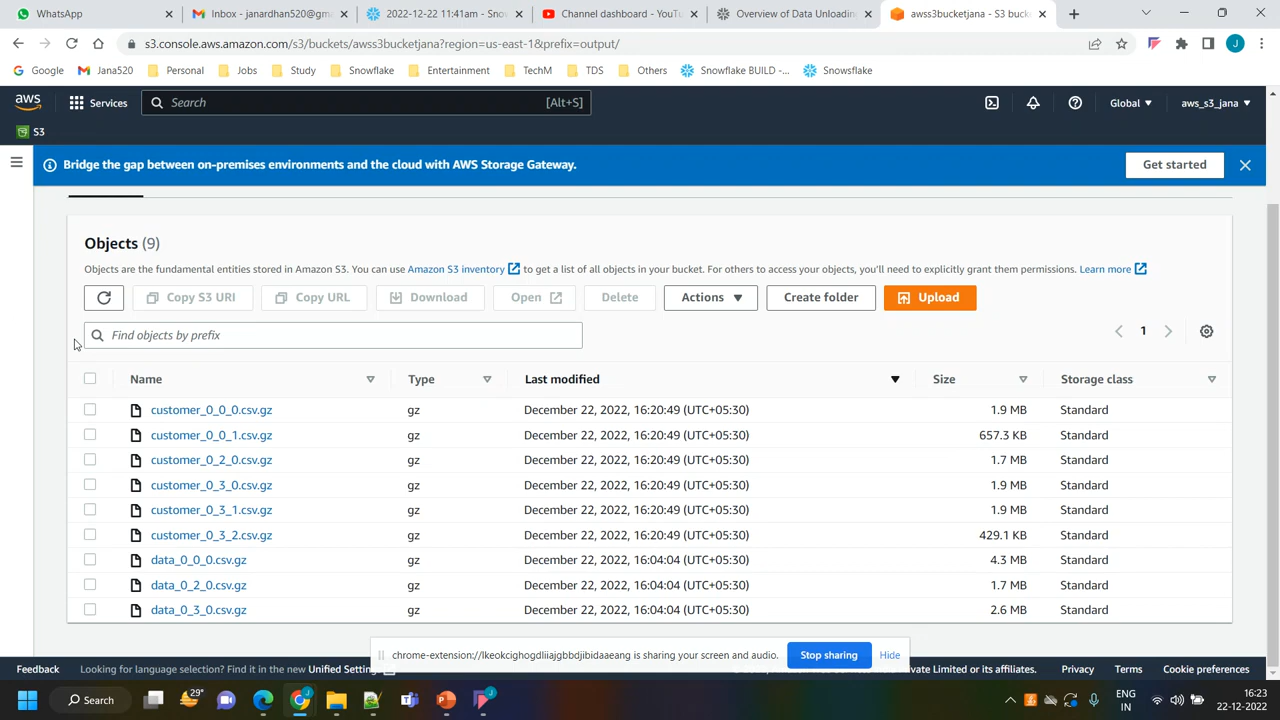 WhatsApp
Inbox - janardhan520@gm
2022-12-22 11:41am - Snow
Channel dashboard - YouTu
Overview of Data Unloading
awss3bucketjana - S3 buck
s3.console.aws.amazon.com/s3/buckets/awss3bucketjana?region=us-east-1&prefix=output/
J
Google
Jana520
Personal
Jobs
Study
Snowflake
Entertainment
TechM
TDS
Others
Snowflake BUILD -...
Snowsflake
aws
Services
Search
[Alt+S]
Global
aws_s3_jana
S3
Bridge the gap between on-premises environments and the cloud with AWS Storage Gateway.
Get started
Objects (9)
Objects are the fundamental entities stored in Amazon S3. You can use Amazon S3 inventory to get a list of all objects in your bucket. For others to access your objects, you'll need to explicitly grant them permissions. Learn more
Copy S3 URI
Copy URL
Download
Open
Delete
Actions
Create folder
Upload
Find objects by prefix
1
Name Type Last modified Size Storage class
customer_0_0_0.csv.gz gz December 22, 2022, 16:20:49 (UTC+05:30) 1.9 MB Standard
customer_0_0_1.csv.gz gz December 22, 2022, 16:20:49 (UTC+05:30) 657.3 KB Standard
customer_0_2_0.csv.gz gz December 22, 2022, 16:20:49 (UTC+05:30) 1.7 MB Standard
customer_0_3_0.csv.gz gz December 22, 2022, 16:20:49 (UTC+05:30) 1.9 MB Standard
customer_0_3_1.csv.gz gz December 22, 2022, 16:20:49 (UTC+05:30) 1.9 MB Standard
customer_0_3_2.csv.gz gz December 22, 2022, 16:20:49 (UTC+05:30) 429.1 KB Standard
data_0_0_0.csv.gz gz December 22, 2022, 16:04:04 (UTC+05:30) 4.3 MB Standard
data_0_2_0.csv.gz gz December 22, 2022, 16:04:04 (UTC+05:30) 1.7 MB Standard
data_0_3_0.csv.gz gz December 22, 2022, 16:04:04 (UTC+05:30) 2.6 MB Standard
chrome-extension://lkeokcighogdliiajgbbdjibidaaeang is sharing your screen and audio.
Stop sharing
Hide
Feedback
Looking for language selection? Find it in the new Unified Settin
or its affiliates.
Privacy
Terms
Cookie preferences
Search
29°
ENG
IN
16:23
22-12-2022